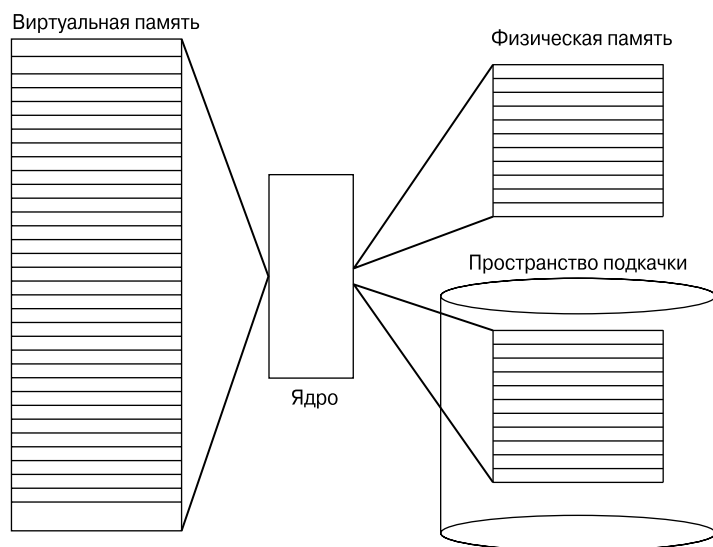 Виртуальная память
Физическая память
Пространство подкачки
Ядро